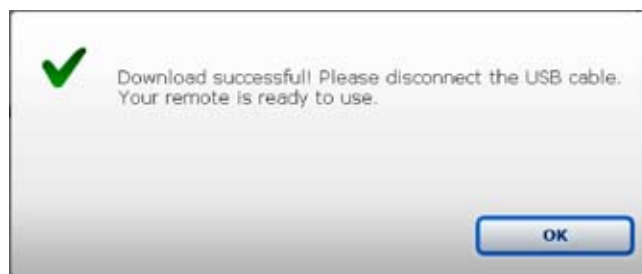 Download successful! Please disconnect the USB cable.
Your remote is ready to use.
OK